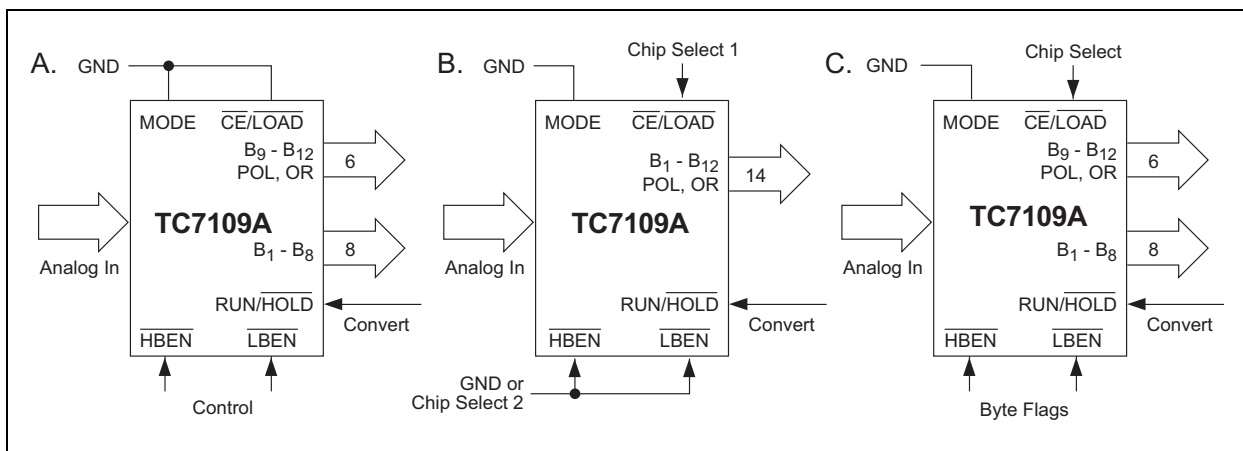 A.
GND
MODE
CE/LOAD
B9 - B12
POL, OR
6
TC7109A
B1 - B8
8
Analog In
RUN/HOLD
Convert
HBEN
LBEN
Control
B.
GND
Chip Select 1
MODE
CE/LOAD
B1 - B12
POL, OR
14
TC7109A
Analog In
RUN/HOLD
Convert
HBEN
LBEN
GND or
Chip Select 2
C.
GND
Chip Select
MODE
CE/LOAD
B9 - B12
POL, OR
6
TC7109A
B1 - B8
8
Analog In
RUN/HOLD
Convert
HBEN
LBEN
Byte Flags